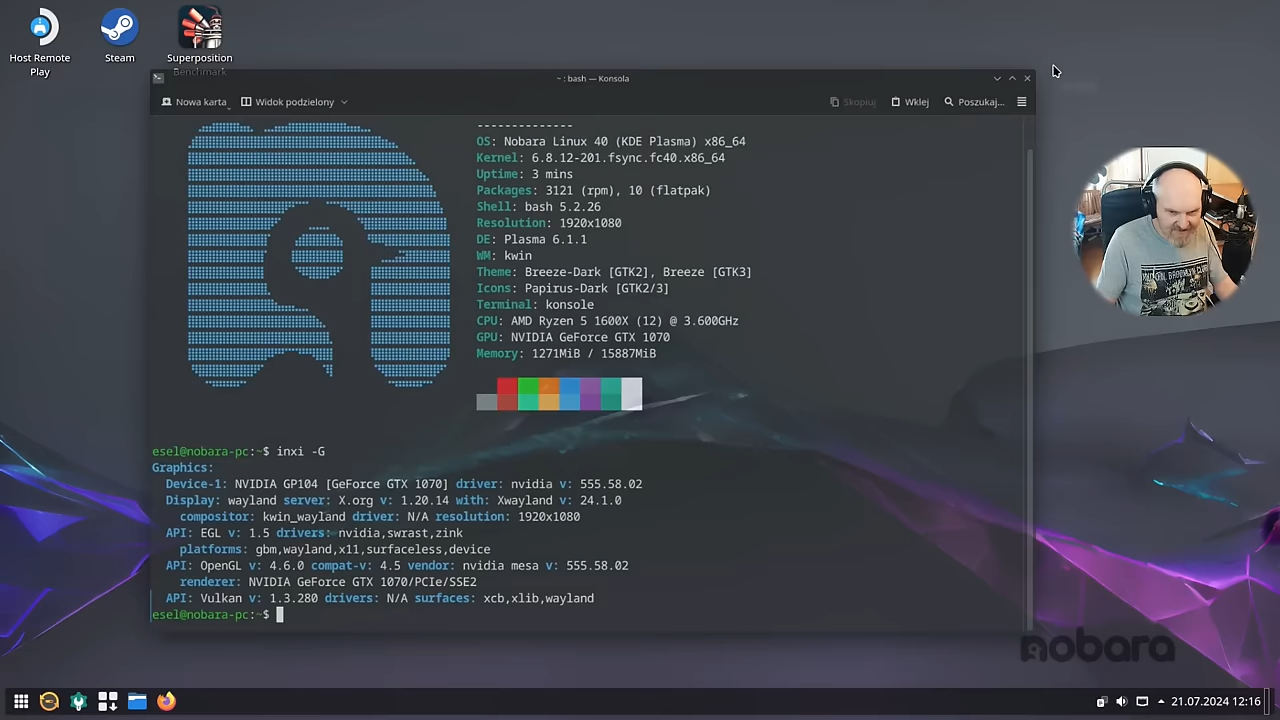 Host Remote
Play
Steam
Superposition
Benchmark
~ : bash — Konsola
Nowa karta
Widok podzielony
Skopiuj
Wklej
Poszukaj...
-------------
OS: Nobara Linux 40 (KDE Plasma) x86_64
Kernel: 6.8.12-201.fsync.fc40.x86_64
Uptime: 3 mins
Packages: 3121 (rpm), 10 (flatpak)
Shell: bash 5.2.26
Resolution: 1920x1080
DE: Plasma 6.1.1
WM: kwin
Theme: Breeze-Dark [GTK2], Breeze [GTK3]
Icons: Papirus-Dark [GTK2/3]
Terminal: konsole
CPU: AMD Ryzen 5 1600X (12) @ 3.600GHz
GPU: NVIDIA GeForce GTX 1070
Memory: 1271MiB / 15887MiB
esel@nobara-pc:~$ inxi -G
Graphics:
Device-1: NVIDIA GP104 [GeForce GTX 1070] driver: nvidia v: 555.58.02
Display: wayland server: X.org v: 1.20.14 with: Xwayland v: 24.1.0
compositor: kwin_wayland driver: N/A resolution: 1920x1080
API: EGL v: 1.5 drivers: nvidia,swrast,zink
platforms: gbm,wayland,x11,surfaceless,device
API: OpenGL v: 4.6.0 compat-v: 4.5 vendor: nvidia mesa v: 555.58.02
renderer: NVIDIA GeForce GTX 1070/PCIe/SSE2
API: Vulkan v: 1.3.280 drivers: N/A surfaces: xcb,xlib,wayland
esel@nobara-pc:~$
nobara
21.07.2024 12:16